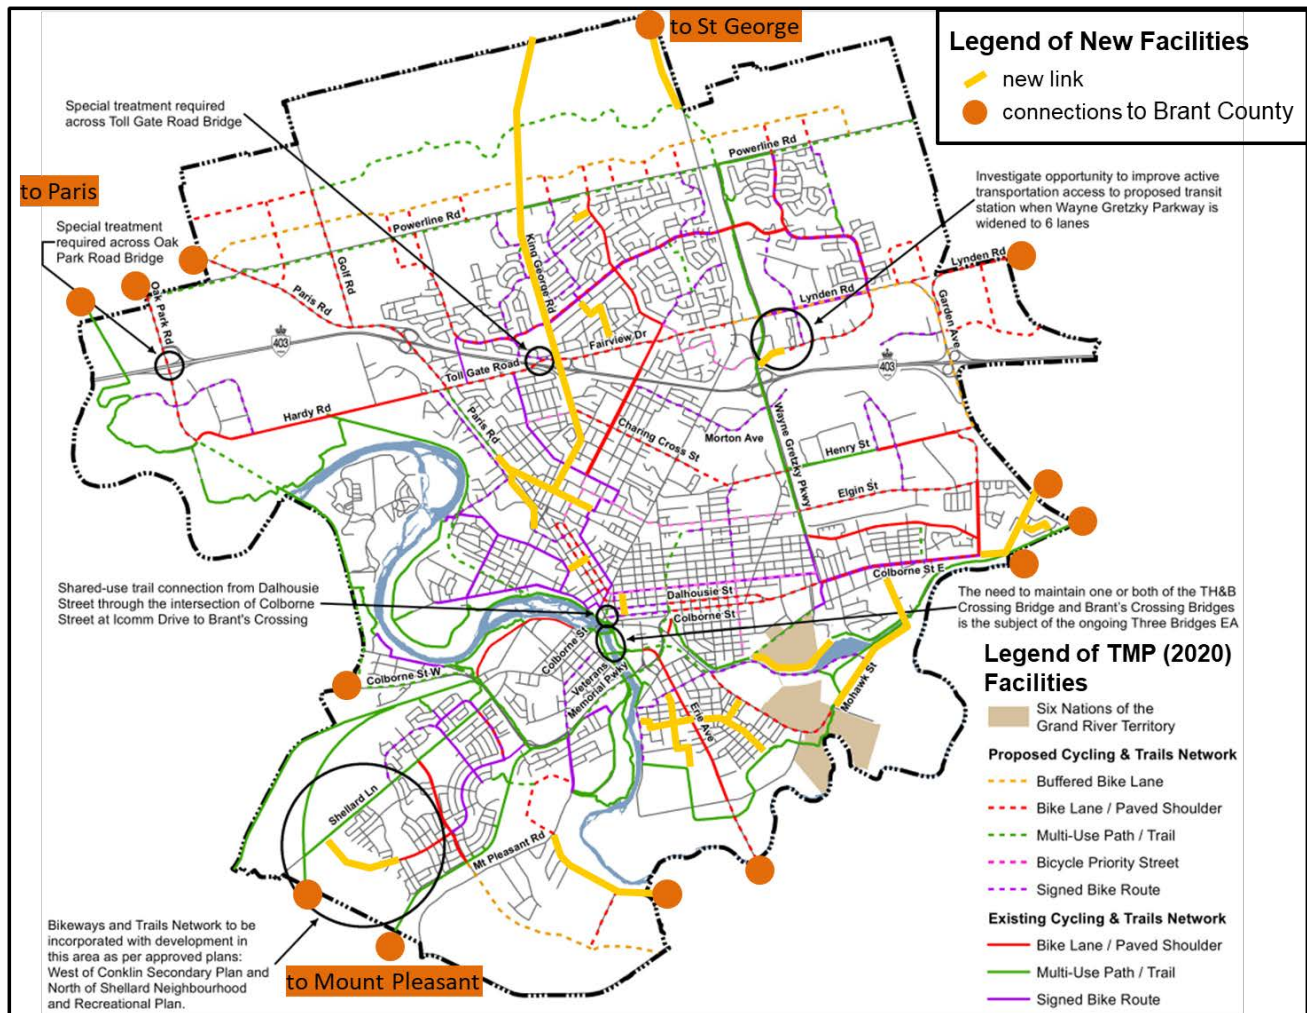 to St George
Legend of New Facilities
new link
connections to Brant County
Special treatment required
across Toll Gate Road Bridge
Powerline Rd
to Paris
Investigate opportunity to improve active
transportation access to proposed transit
station when Wayne Gretzky Parkway is
widened to 6 lanes
Special treatment
required across Oak
Park Road Bridge
Powerline Rd
King George Rd
Golf Rd
Lynden Rd
Oak Park Rd
Paris Rd
Lynden Rd
Garden Ave
403
Fairview Dr
Toll Gate Road
403
Hardy Rd
Paris Rd
Charing Cross St
Morton Ave
Wayne Gretzky Pkwy
Henry St
Elgin St
Colborne St E
Shared-use trail connection from Dalhousie
Street through the intersection of Colborne
Street at Icomm Drive to Brant's Crossing
Dalhousie St
Colborne St
The need to maintain one or both of the TH&B
Crossing Bridge and Brant's Crossing Bridges
is the subject of the ongoing Three Bridges EA
Colborne St
Colborne St W
Veterans
Memorial Pwky
Erie Ave
Mohawk St
Legend of TMP (2020)
Facilities
Six Nations of the
Grand River Territory
Proposed Cycling & Trails Network
Buffered Bike Lane
Bike Lane / Paved Shoulder
Multi-Use Path / Trail
Bicycle Priority Street
Signed Bike Route
Existing Cycling & Trails Network
Bike Lane / Paved Shoulder
Multi-Use Path / Trail
Signed Bike Route
Shellard Ln
Mt Pleasant Rd
Bikeways and Trails Network to be
incorporated with development in
this area as per approved plans:
West of Conklin Secondary Plan and
North of Shellard Neighbourhood
and Recreational Plan.
to Mount Pleasant